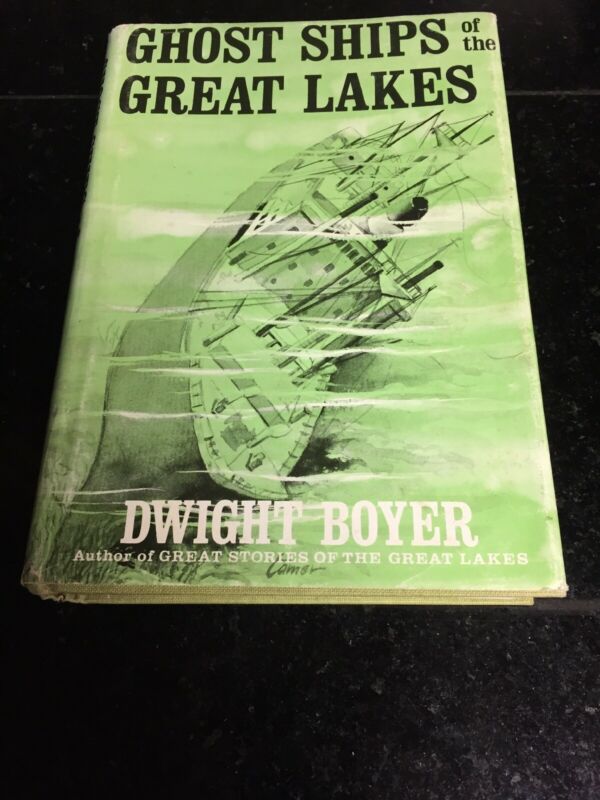 GHOST SHIPS of the
GREAT LAKES
DWIGHT BOYER
Author of GREAT STORIES OF THE GREAT LAKES